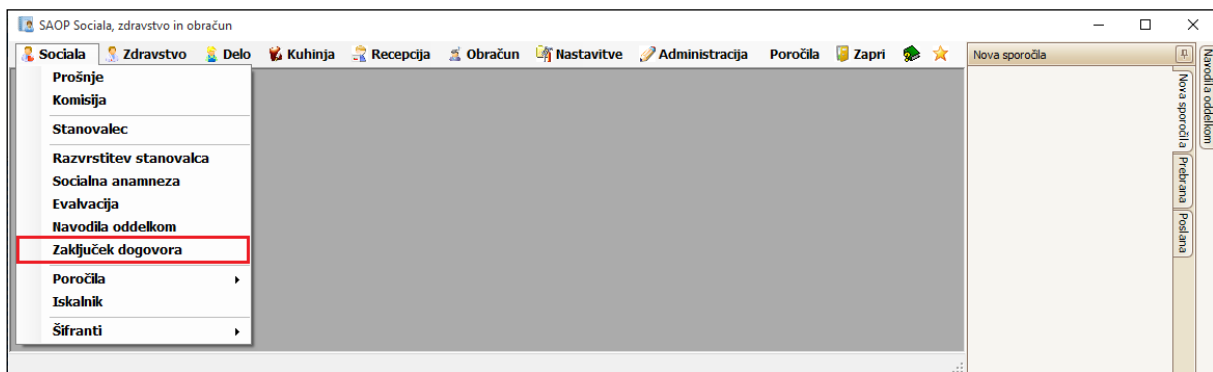 SAOP Sociala, zdravstvo in obračun
Sociala Zdravstvo Delo Kuhinja Recepcija Obračun Nastavitve Administracija Poročila Zapri
Nova sporočila
Prošnje
Komisija
Stanovalec
Razvrstitev stanovalca
Socialna anamneza
Evalvacija
Navodila oddelkom
Zaključek dogovora
Poročila
Iskalnik
Šifranti
Nova sporočila
Prebrana
Poslana
Navodila oddelkom